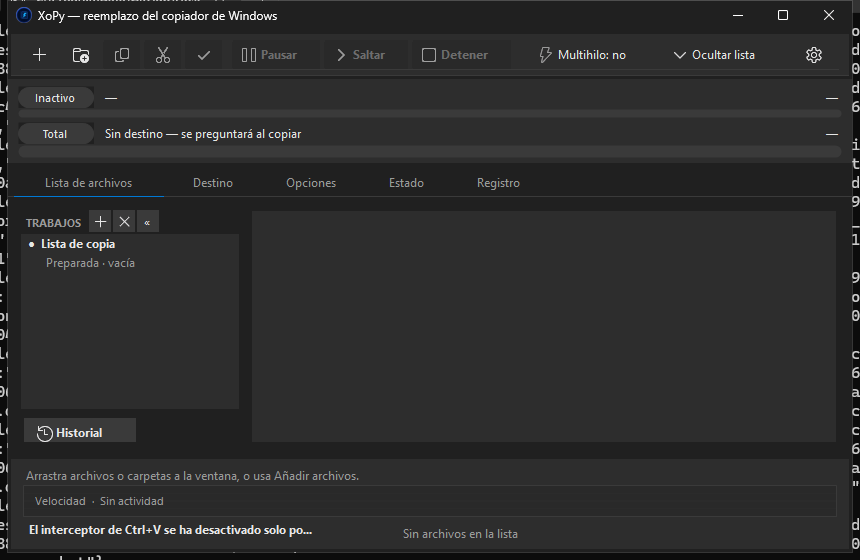 XoPy — reemplazo del copiador de Windows
Pausar Saltar Detener Multihilo: no Ocultar lista
Inactivo — —
Total Sin destino — se preguntará al copiar —
Lista de archivos Destino Opciones Estado Registro
TRABAJOS + × «
• Lista de copia
Preparada · vacía
Historial
Arrastra archivos o carpetas a la ventana, o usa Añadir archivos.
Velocidad · Sin actividad
El interceptor de Ctrl+V se ha desactivado solo po... Sin archivos en la lista